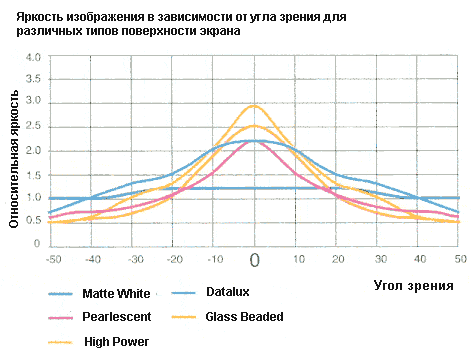 Яркость изображения в зависимости от угла зрения для
различных типов поверхности экрана
Относительная яркость
4.0
3.5
3.0
2.5
2.0
1.5
1.0
0.5
0
-50 -40 -30 -20 -10 0 10 20 30 40 50
Угол зрения
Matte White Datalux
Pearlescent Glass Beaded
High Power